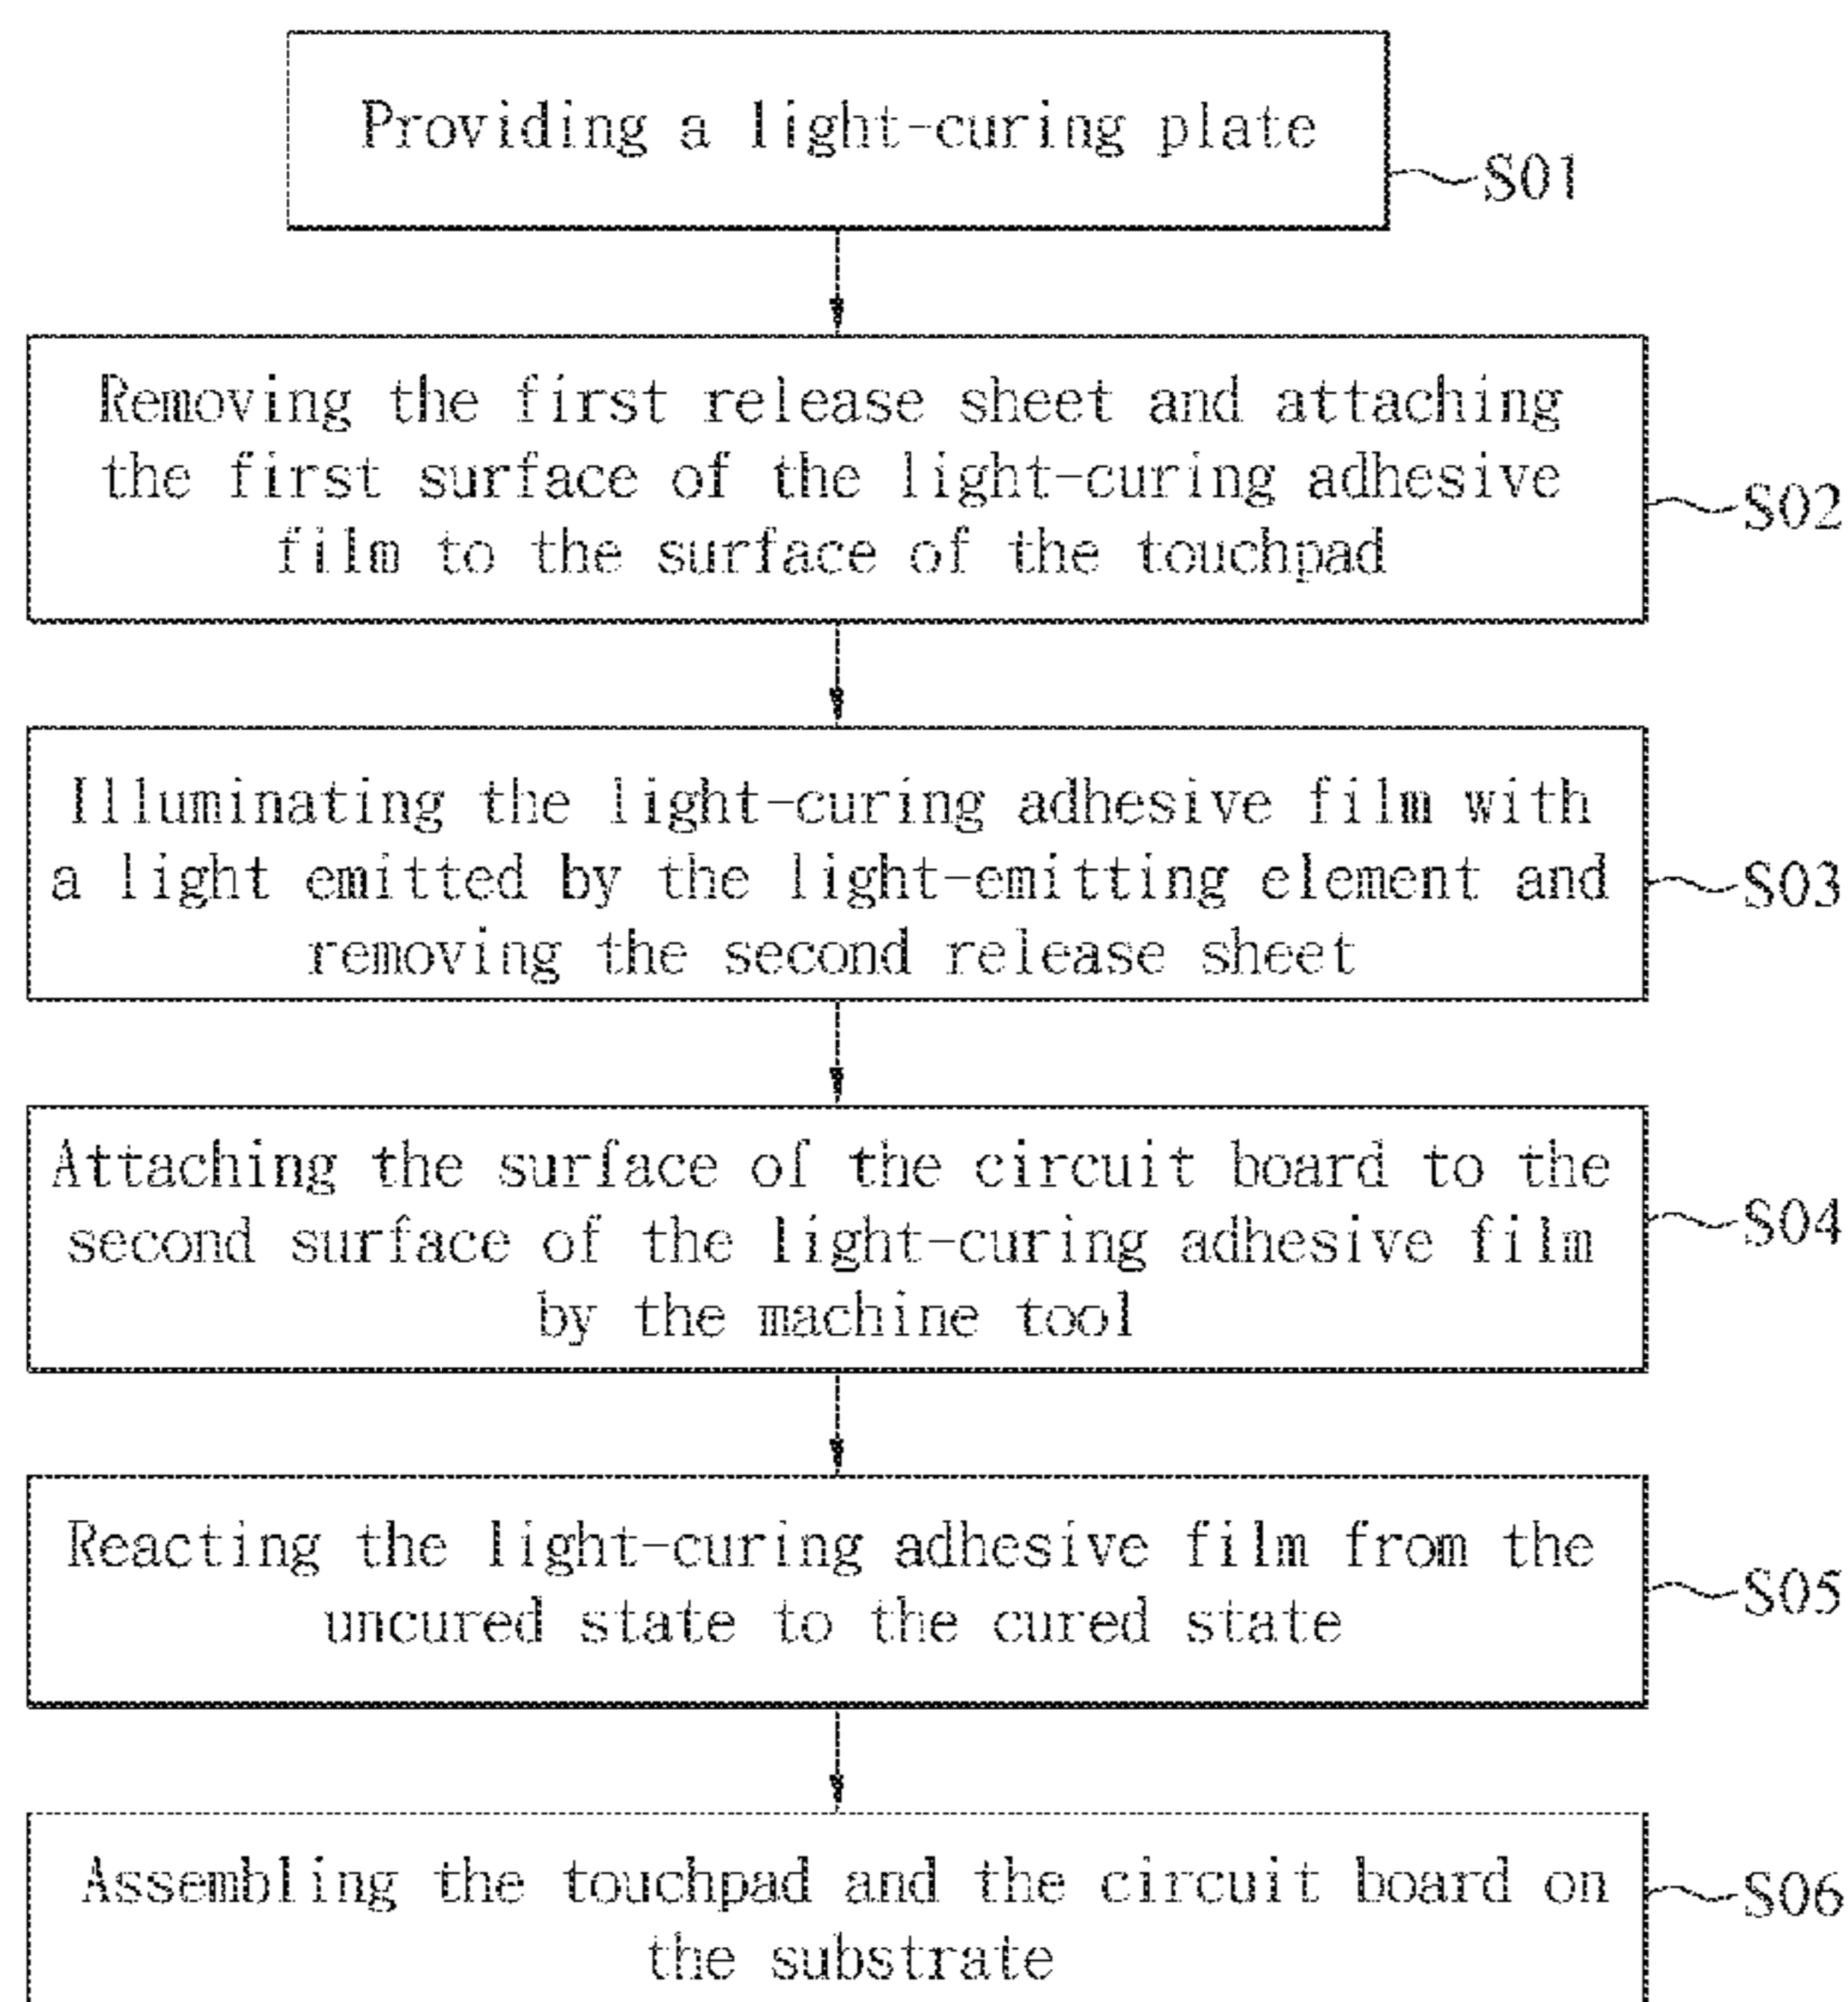 Providing a light-curing plate
S01
Removing the first release sheet and attaching
the first surface of the light-curing adhesive
film to the surface of the touchpad
S02
Illuminating the light-curing adhesive film with
a light emitted by the light-emitting element and
removing the second release sheet
S03
Attaching the surface of the circuit board to the
second surface of the light-curing adhesive film
by the machine tool
S04
Reacting the light-curing adhesive film from the
uncured state to the cured state
S05
Assembling the touchpad and the circuit board on
the substrate
S06